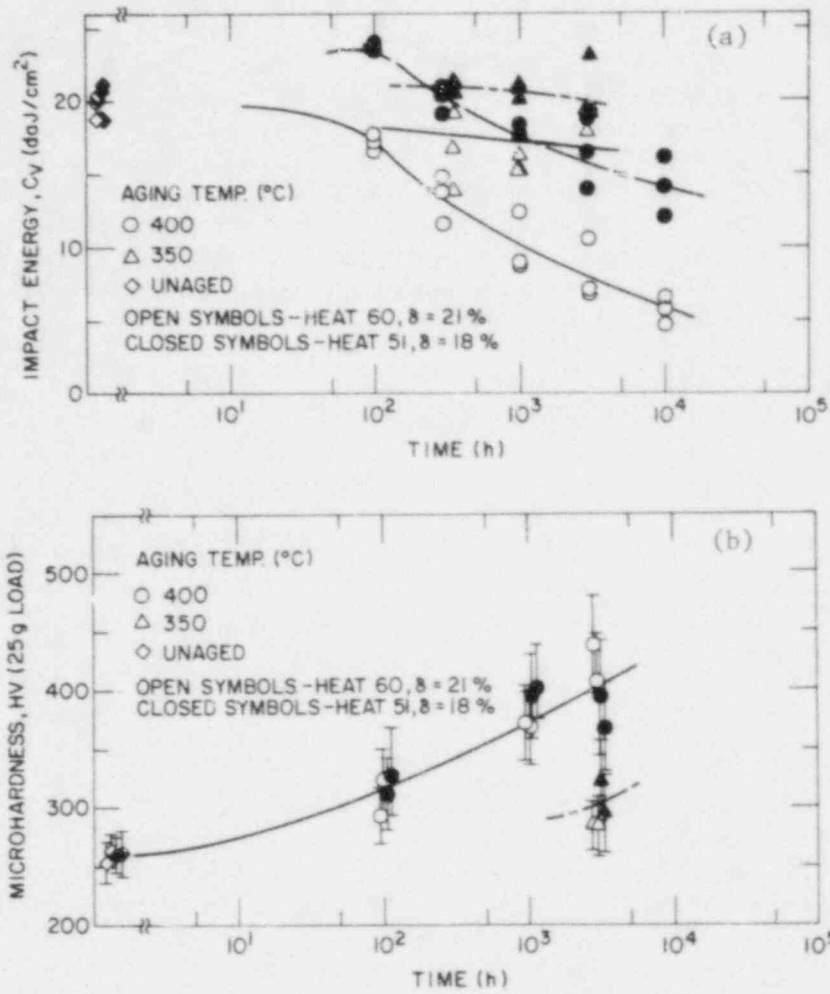 (a)
IMPACT ENERGY, Cv (daJ/cm²)
20
10
0
AGING TEMP. (°C)
○ 400
△ 350
◇ UNAGED
OPEN SYMBOLS-HEAT 60, δ = 21%
CLOSED SYMBOLS-HEAT 51, δ = 18%
10¹ 10² 10³ 10⁴ 10⁵
TIME (h)
(b)
MICROHARDNESS, HV (25 g LOAD)
500
400
300
200
AGING TEMP. (°C)
○ 400
△ 350
◇ UNAGED
OPEN SYMBOLS-HEAT 60, δ = 21%
CLOSED SYMBOLS-HEAT 51, δ = 18%
10¹ 10² 10³ 10⁴ 10⁵
TIME (h)